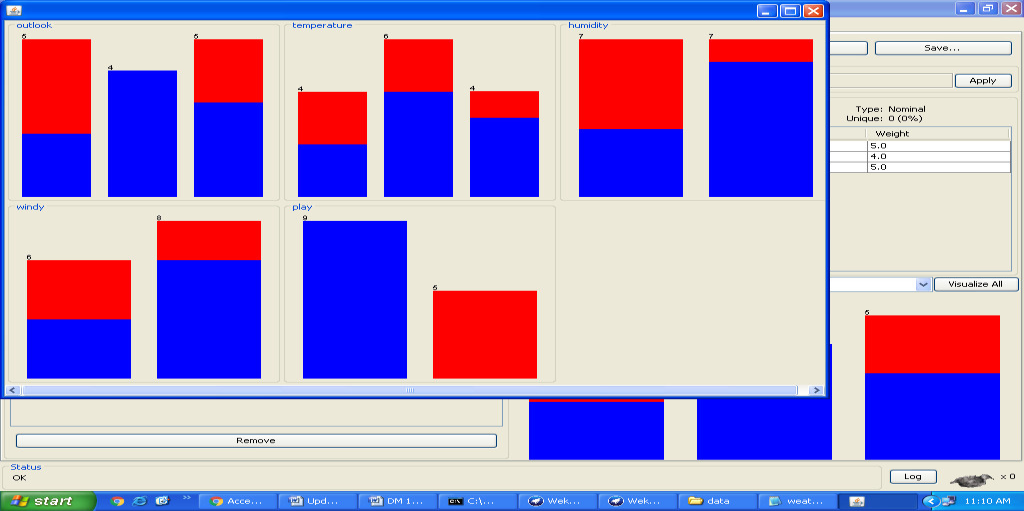 outlook
temperature
humidity
5
4
5
4
6
4
7
7
windy
play
6
8
9
5
Save...
Apply
Type: Nominal
Unique: 0 (0%)
Weight
5.0
4.0
5.0
Visualize All
5
Remove
Status
OK
Log
x 0
start
Acce...
Upd...
DM 1...
C:\...
Wek...
Wek...
data
weat...
11:10 AM